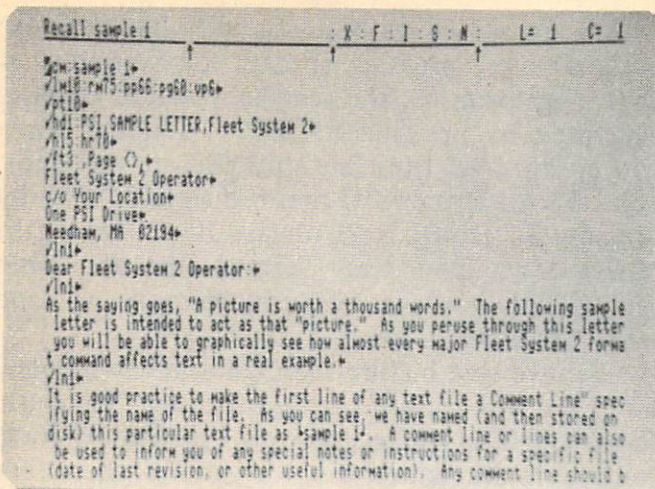 Recall sample 1 : X : F : I : G : N : L= 1 C= 1
cm:sample 1
✓lm10:rm75:pp66:pg60:vp6
✓pt10
✓hd1:PSI,SAMPLE LETTER,Fleet System 2
✓hl5:hr70
✓ft3:,Page <>,
Fleet System 2 Operator
c/o Your Location
One PSI Drive
Needham, MA 02194
✓ln1
Dear Fleet System 2 Operator:
✓ln1
As the saying goes, "A picture is worth a thousand words." The following sample
letter is intended to act as that "picture." As you peruse through this letter
you will be able to graphically see how almost every major Fleet System 2 forma
t command affects text in a real example.
✓ln1
It is good practice to make the first line of any text file a Comment Line" spec
ifying the name of the file. As you can see, we have named (and then stored on
disk) this particular text file as sample 1. A comment line or lines can also
be used to inform you of any special notes or instructions for a specific file
(date of last revision, or other useful information). Any comment line should b